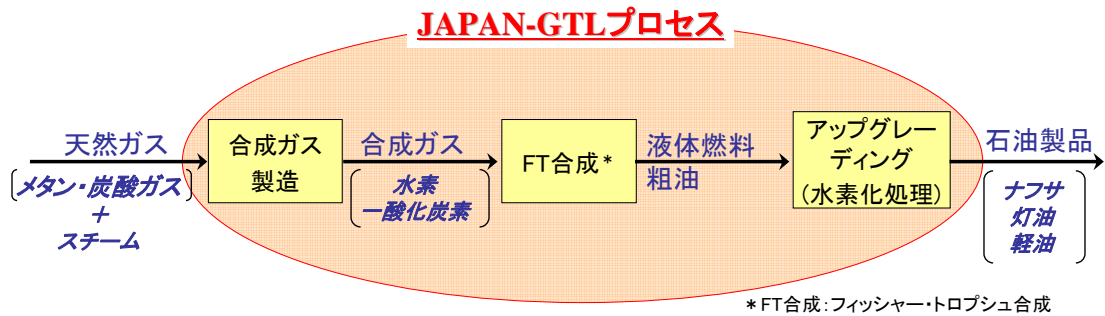 JAPAN-GTLプロセス
天然ガス
メタン・炭酸ガス
＋
スチーム
合成ガス
製造
合成ガス
水素
一酸化炭素
FT合成*
液体燃料
粗油
アップグレー
ディング
(水素化処理)
石油製品
ナフサ
灯油
軽油
*FT合成：フィッシャー・トロプシュ合成